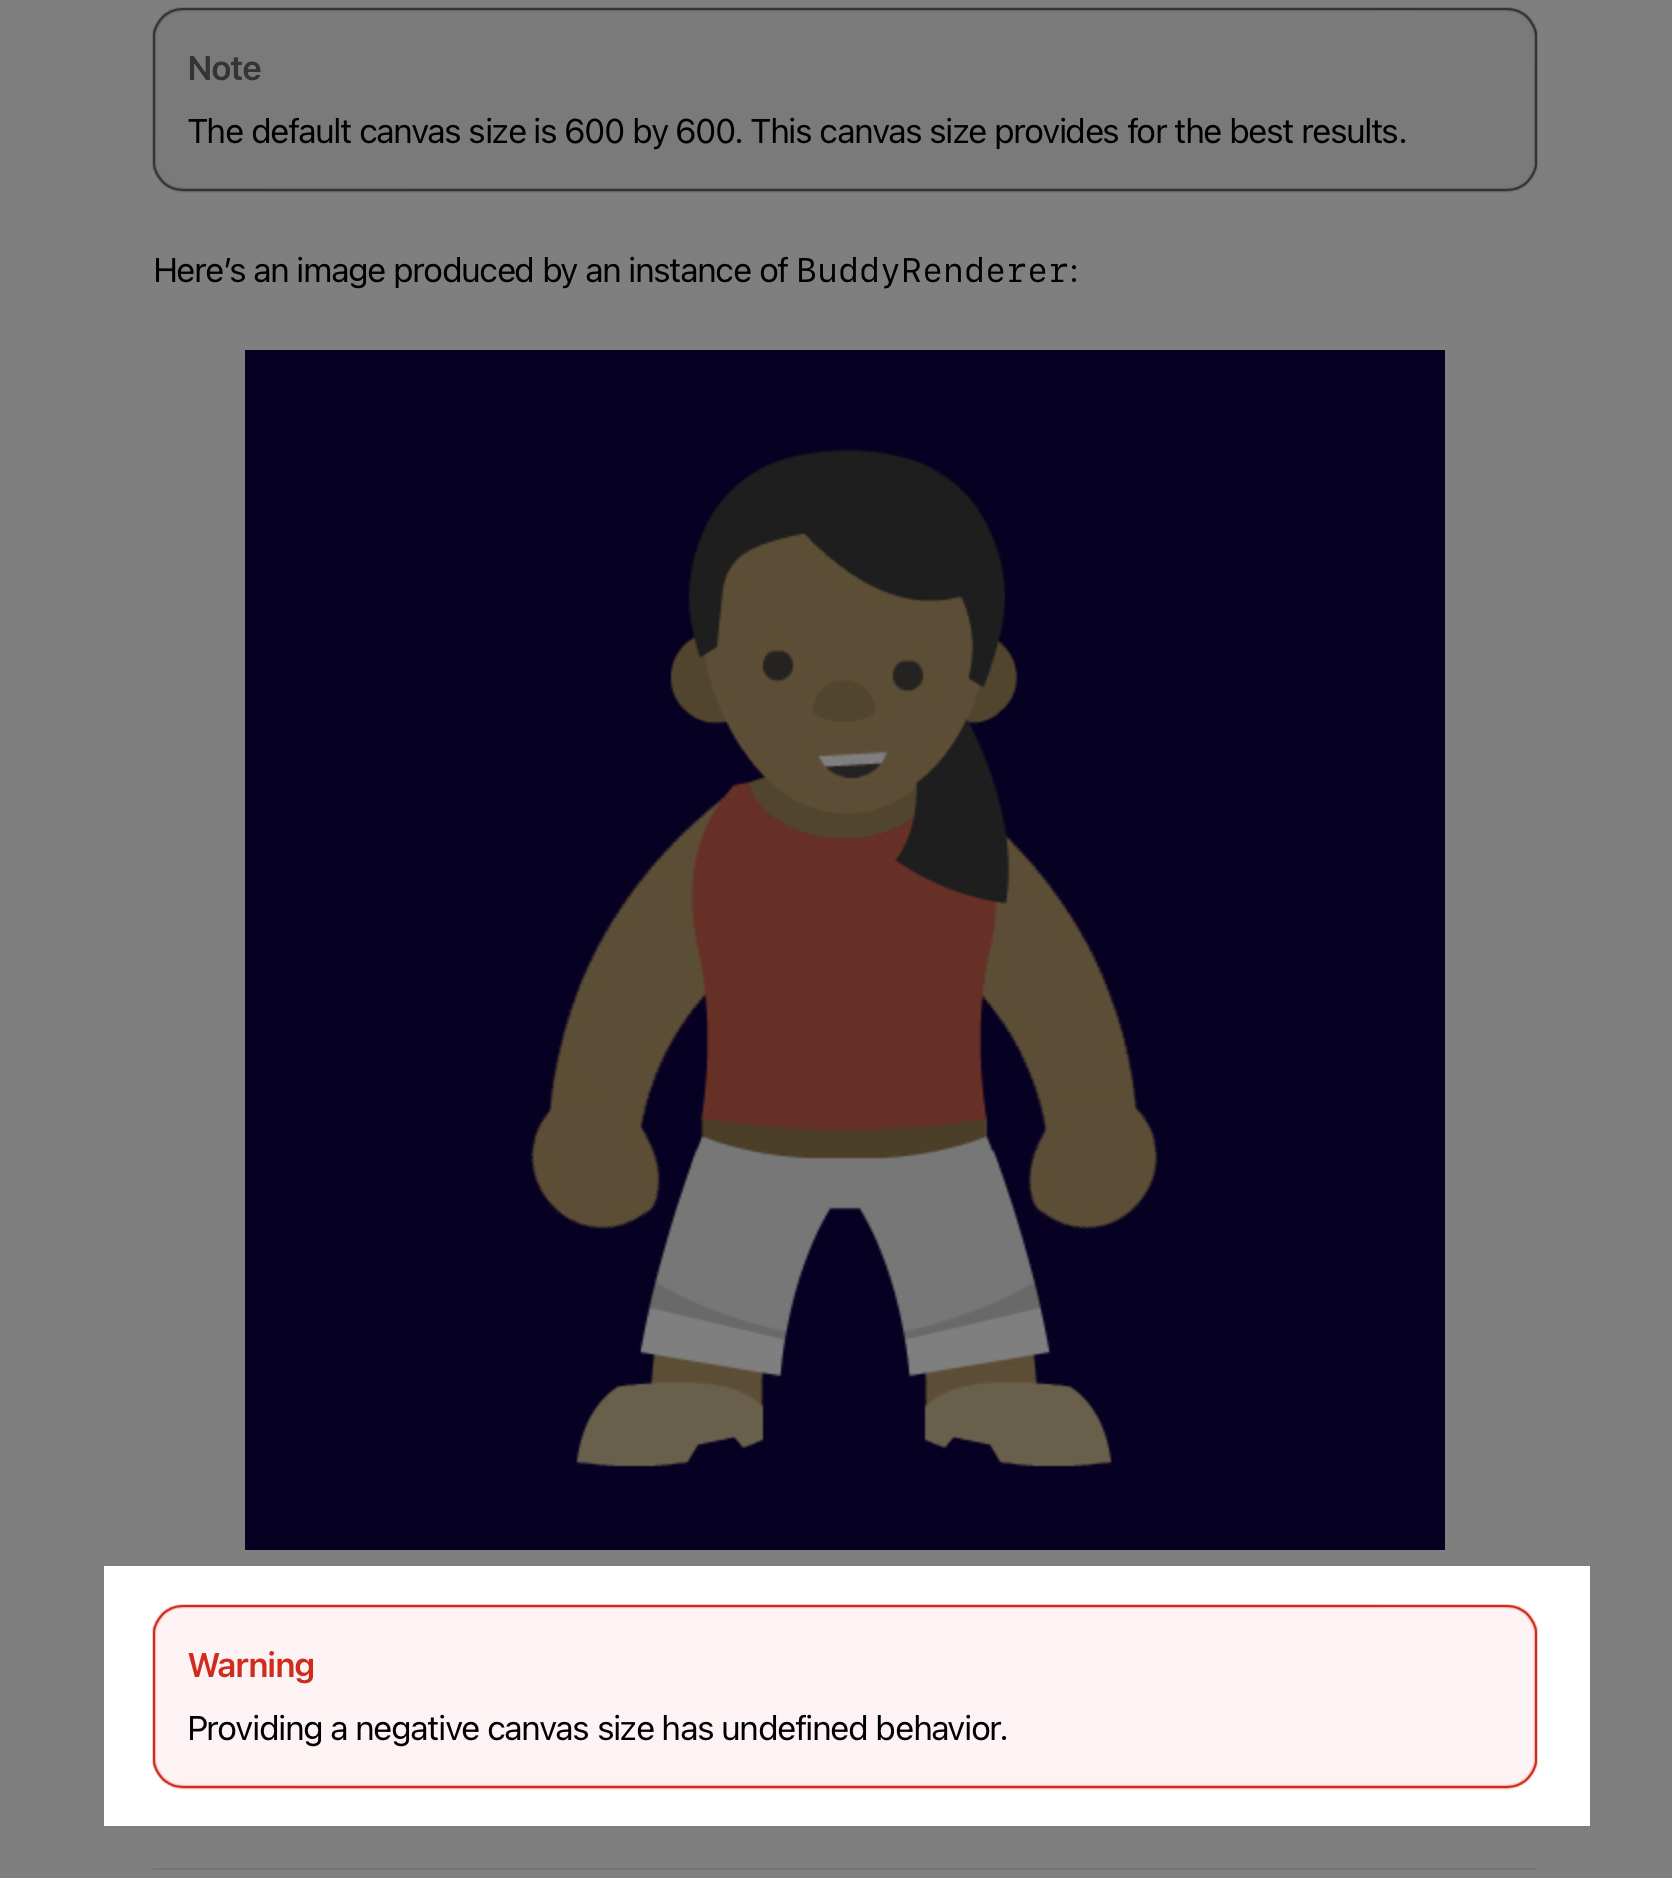 Note
The default canvas size is 600 by 600. This canvas size provides for the best results.
Here’s an image produced by an instance of BuddyRenderer:
Warning
Providing a negative canvas size has undefined behavior.